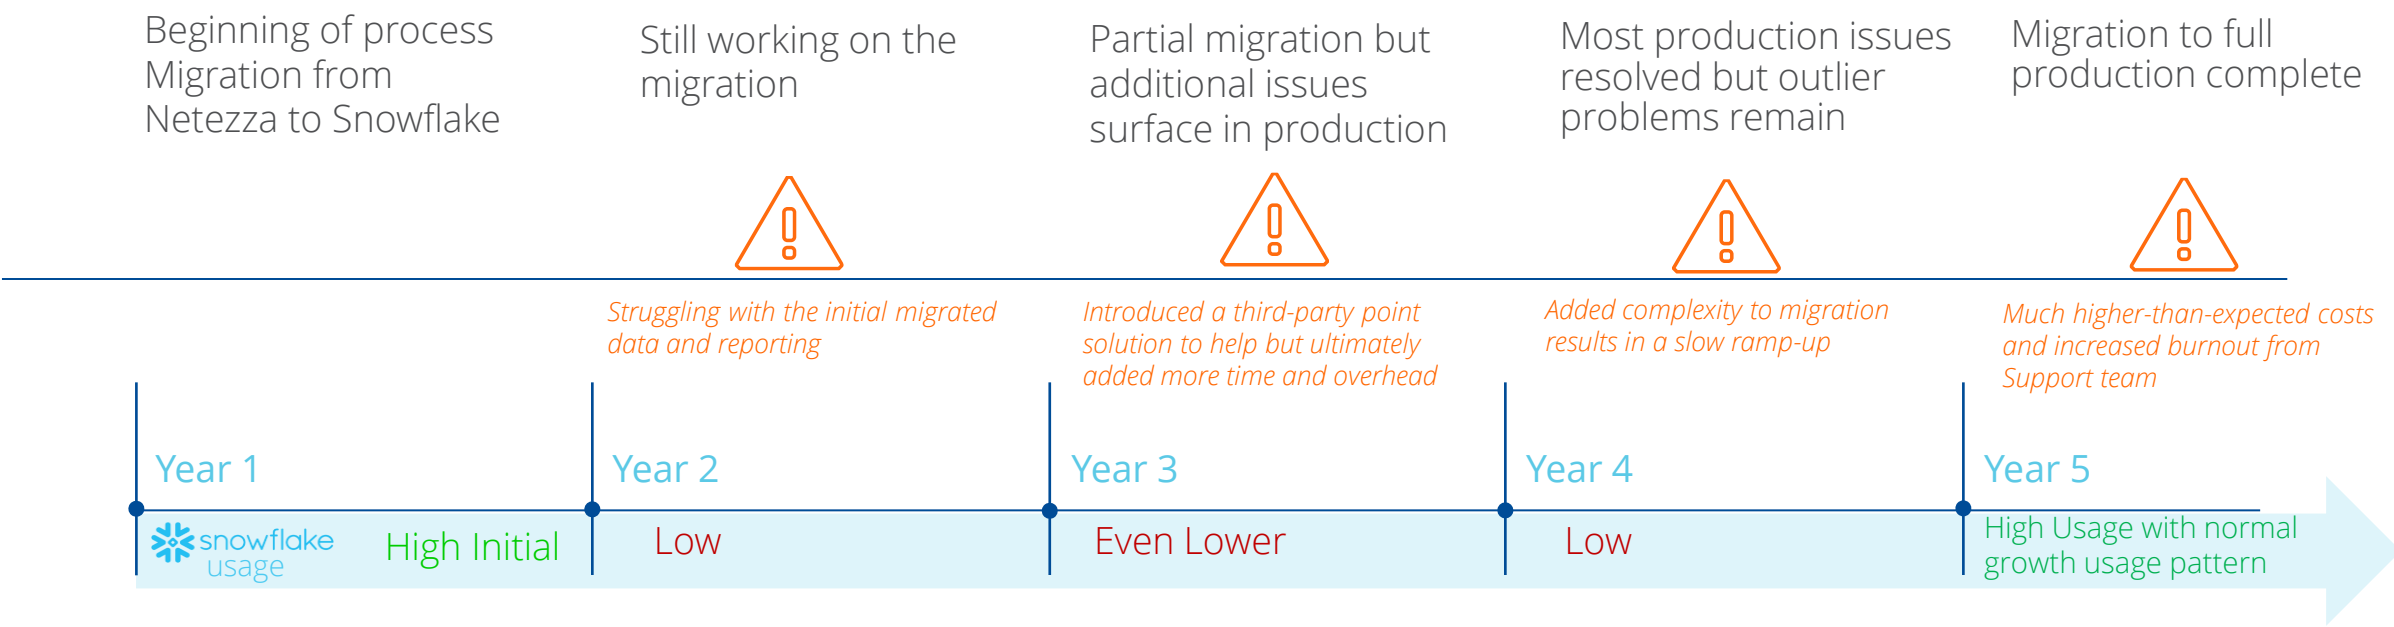 Beginning of process
Migration from
Netezza to Snowflake
Still working on the
migration
Partial migration but
additional issues
surface in production
Most production issues
resolved but outlier
problems remain
Migration to full
production complete
Struggling with the initial migrated
data and reporting
Introduced a third-party point
solution to help but ultimately
added more time and overhead
Added complexity to migration
results in a slow ramp-up
Much higher-than-expected costs
and increased burnout from
Support team
Year 1
Year 2
Year 3
Year 4
Year 5
snowflake
usage
High Initial
Low
Even Lower
Low
High Usage with normal
growth usage pattern